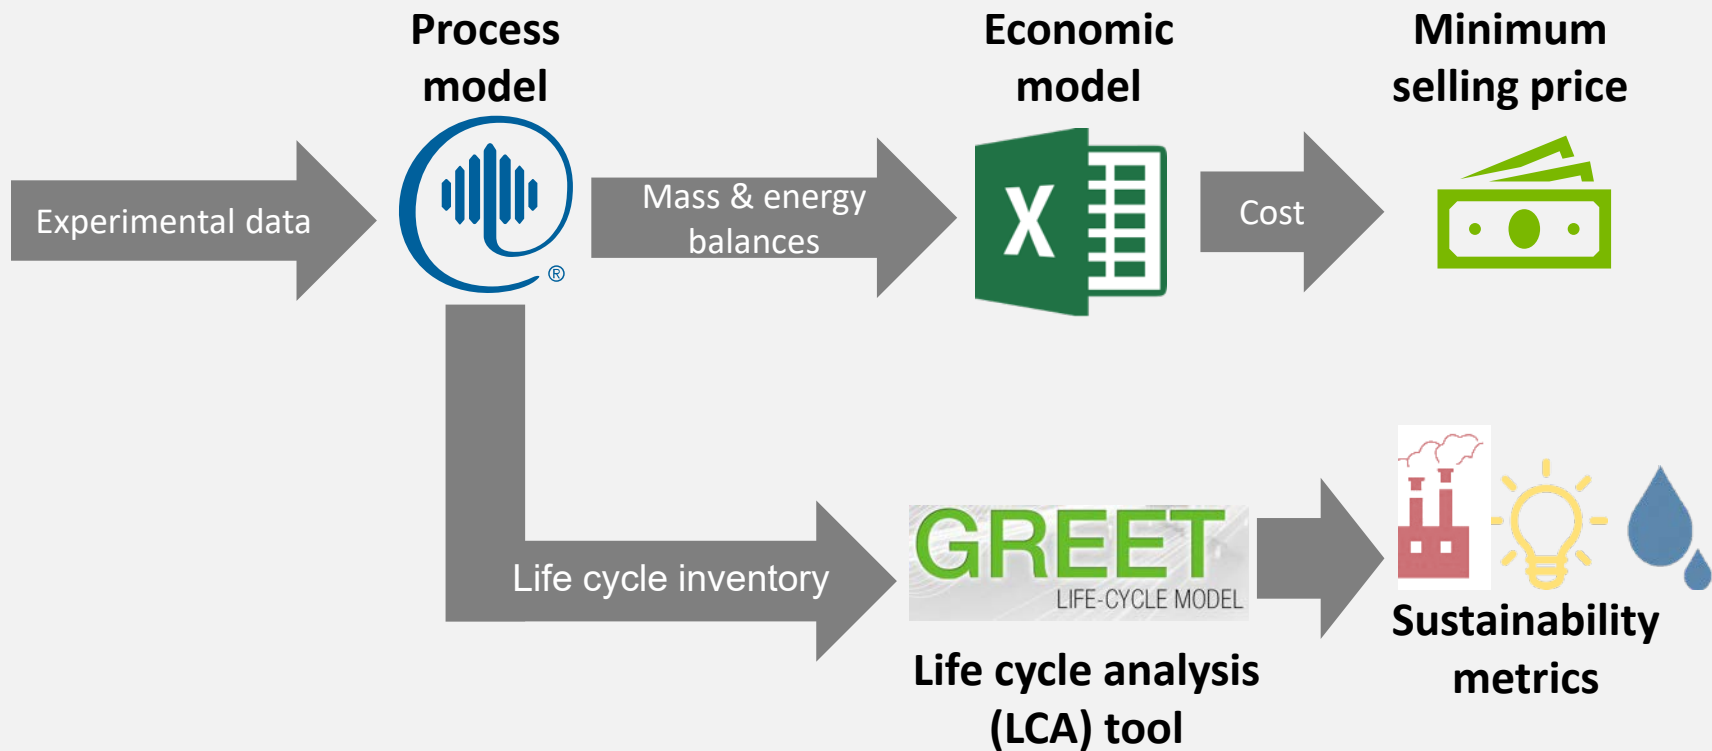 Process
model
Economic
model
Minimum
selling price
Experimental data
®
Mass & energy
balances
X
Cost
Life cycle inventory
GREET
LIFE-CYCLE MODEL
Life cycle analysis
(LCA) tool
Sustainability
metrics